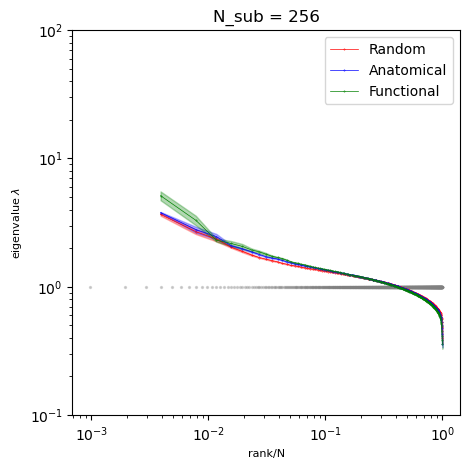 N_sub = 256
Random
Anatomical
Functional
eigenvalue λ
10²
10¹
10⁰
10⁻¹
10⁻³
10⁻²
10⁻¹
10⁰
rank/N